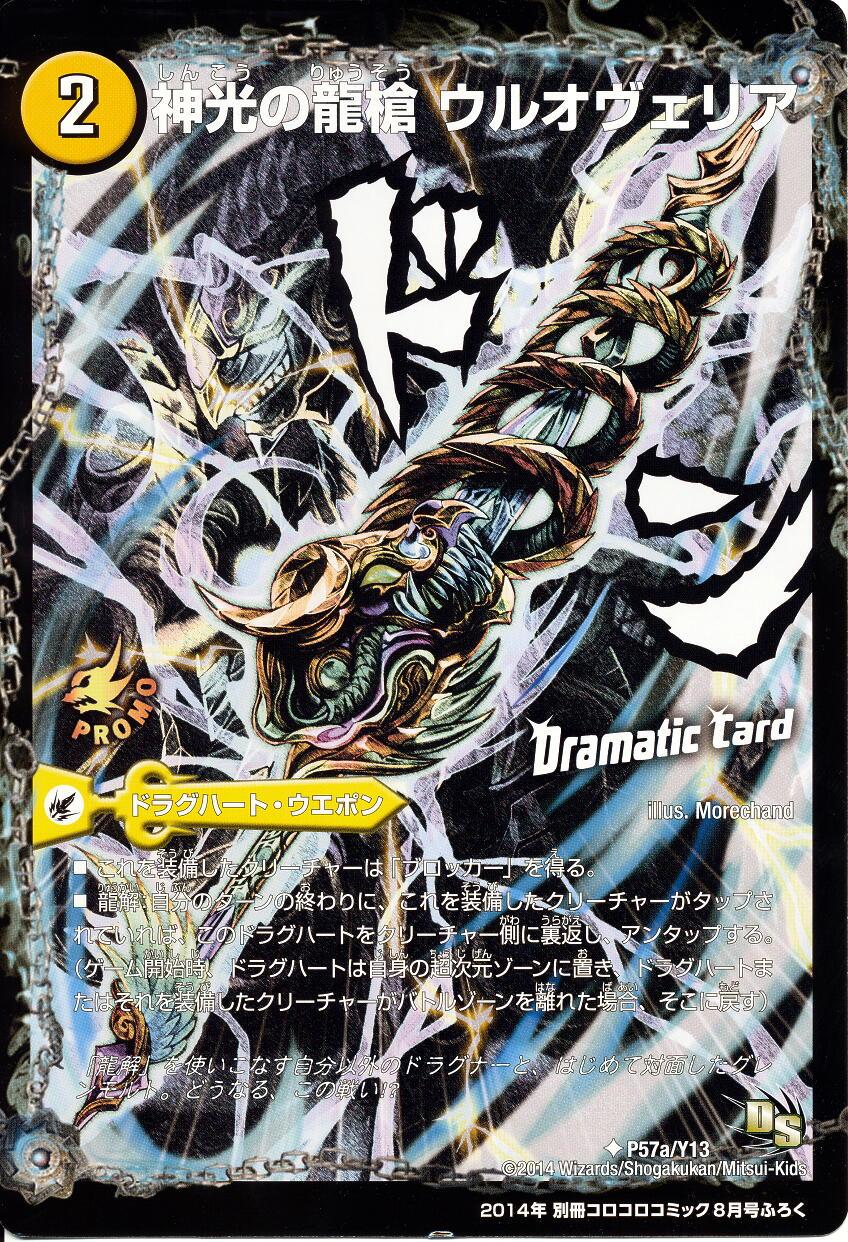 2
しんこう りゅうそう
神光の龍槍 ウルオヴェリア
ドン
PROMO
Dramatic Card
ドラグハート・ウエポン
illus. Morechand
■ これを装備したクリーチャーは「ブロッカー」を得る。
■ 龍解:自分のターンの終わりに、これを装備したクリーチャーがタップさ
れていれば、このドラグハートをクリーチャー側に裏返し、アンタップする。
(ゲーム開始時、ドラグハートは自身の超次元ゾーンに置き、ドラグハートま
たはそれを装備したクリーチャーがバトルゾーンを離れた場合、そこに戻す)
「龍解」を使いこなす自分以外のドラグナーと、はじめて対面したグレ
ンモルト。どうなる、この戦い!?
DS
P57a/Y13
©2014 Wizards/Shogakukan/Mitsui-Kids
2014年 別冊コロコロコミック8月号ふろく